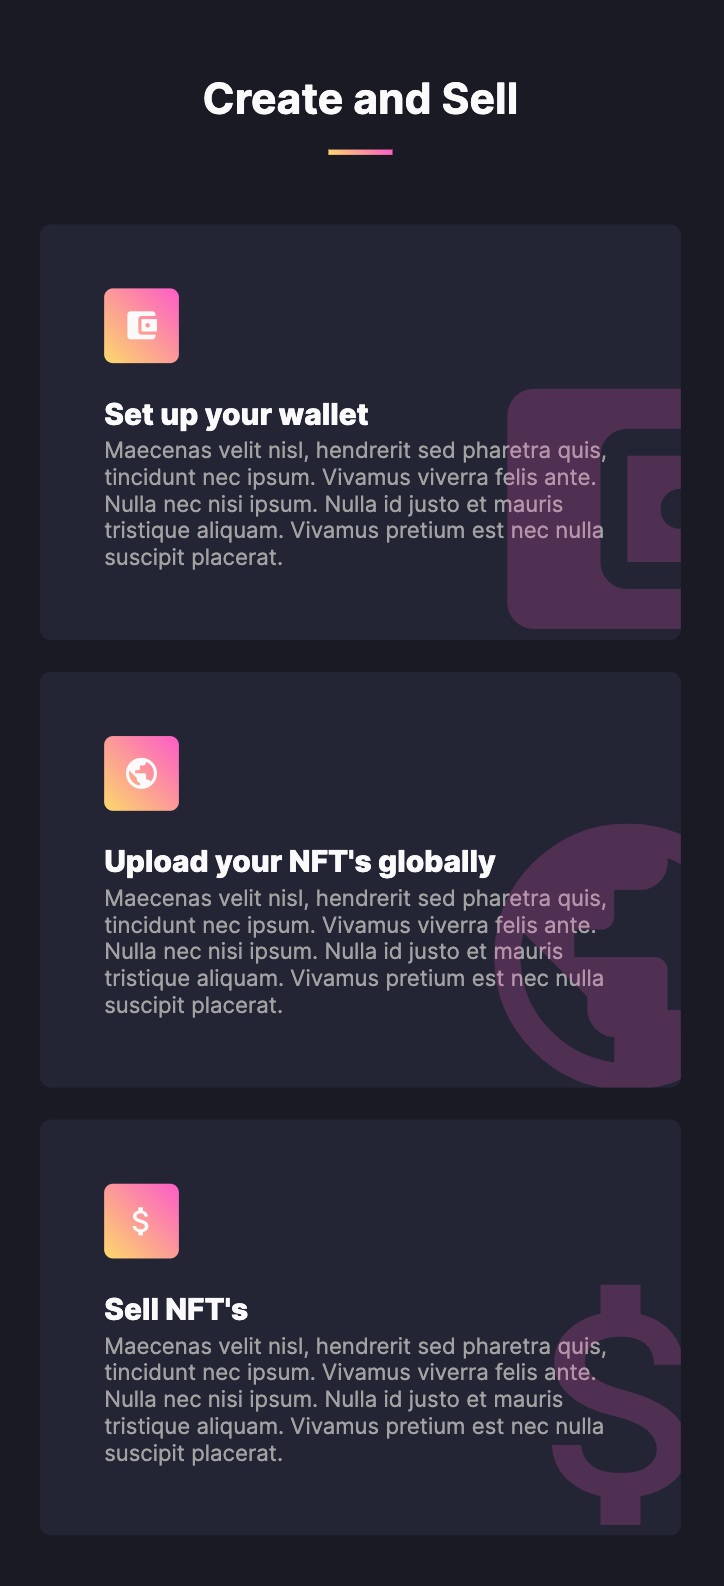 Create and Sell
Set up your wallet
Maecenas velit nisl, hendrerit sed pharetra quis,
tincidunt nec ipsum. Vivamus viverra felis ante.
Nulla nec nisi ipsum. Nulla id justo et mauris
tristique aliquam. Vivamus pretium est nec nulla
suscipit placerat.
Upload your NFT's globally
Maecenas velit nisl, hendrerit sed pharetra quis,
tincidunt nec ipsum. Vivamus viverra felis ante.
Nulla nec nisi ipsum. Nulla id justo et mauris
tristique aliquam. Vivamus pretium est nec nulla
suscipit placerat.
$
Sell NFT's
Maecenas velit nisl, hendrerit sed pharetra quis,
tincidunt nec ipsum. Vivamus viverra felis ante.
Nulla nec nisi ipsum. Nulla id justo et mauris
tristique aliquam. Vivamus pretium est nec nulla
suscipit placerat.
$